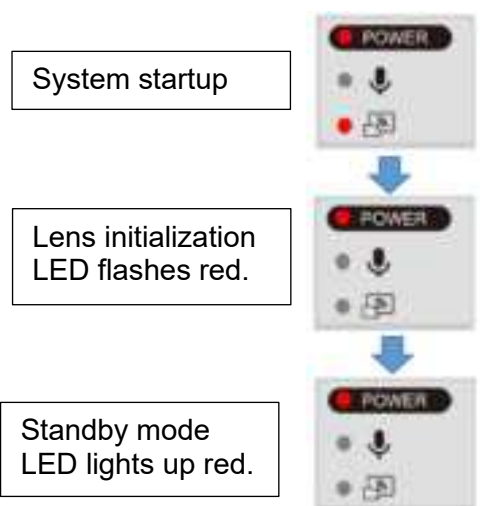 System startup
POWER
Lens initialization
LED flashes red.
POWER
Standby mode
LED lights up red.
POWER